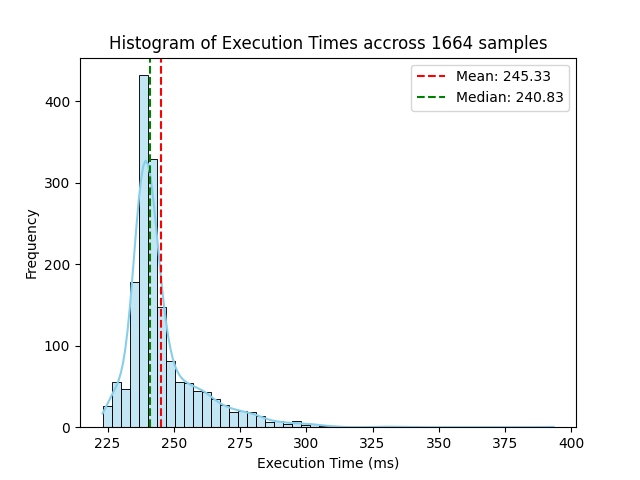 Histogram of Execution Times accross 1664 samples
Mean: 245.33
Median: 240.83
Frequency
400
300
200
100
0
225 250 275 300 325 350 375 400
Execution Time (ms)